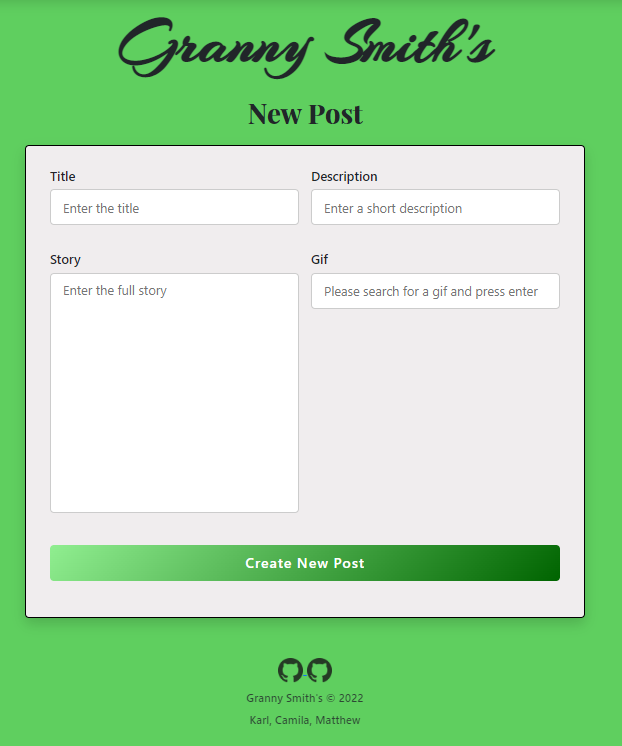 Granny Smith's
New Post
Title
Description
Enter the title
Enter a short description
Story
Gif
Enter the full story
Please search for a gif and press enter
Create New Post
Granny Smith's © 2022
Karl, Camila, Matthew